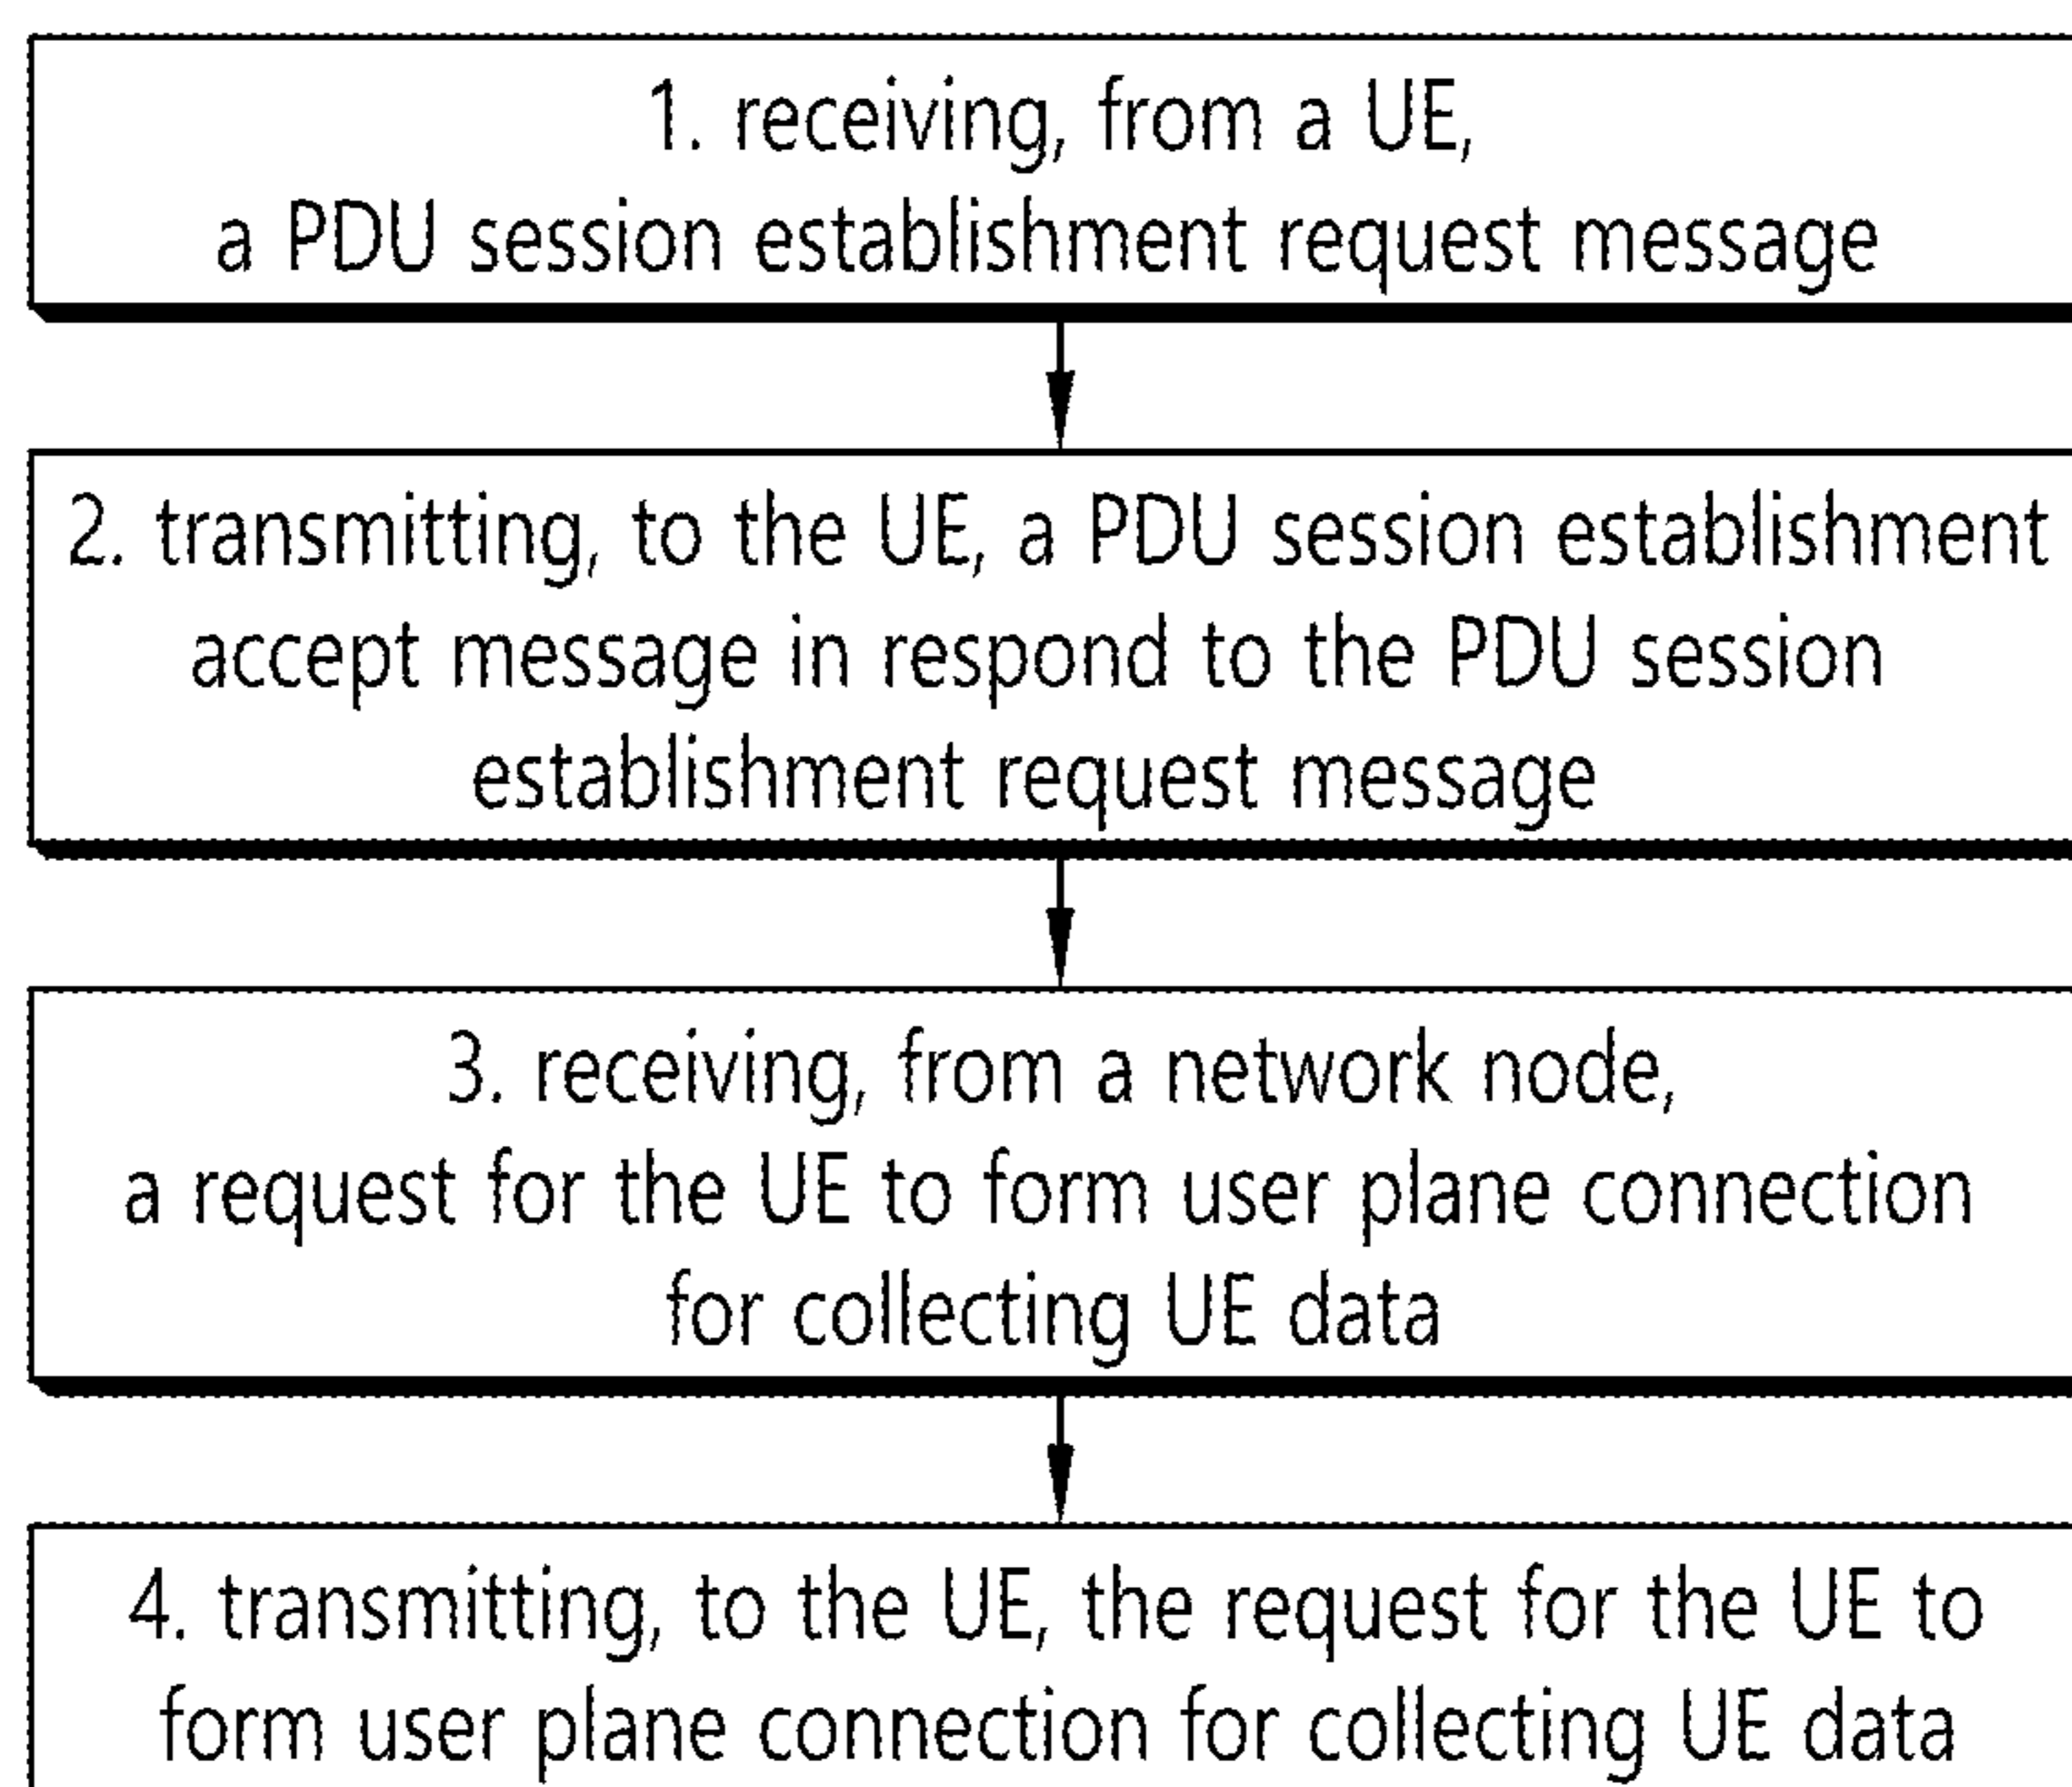 1. receiving, from a UE,
a PDU session establishment request message
2. transmitting, to the UE, a PDU session establishment
accept message in respond to the PDU session
establishment request message
3. receiving, from a network node,
a request for the UE to form user plane connection
for collecting UE data
4. transmitting, to the UE, the request for the UE to
form user plane connection for collecting UE data